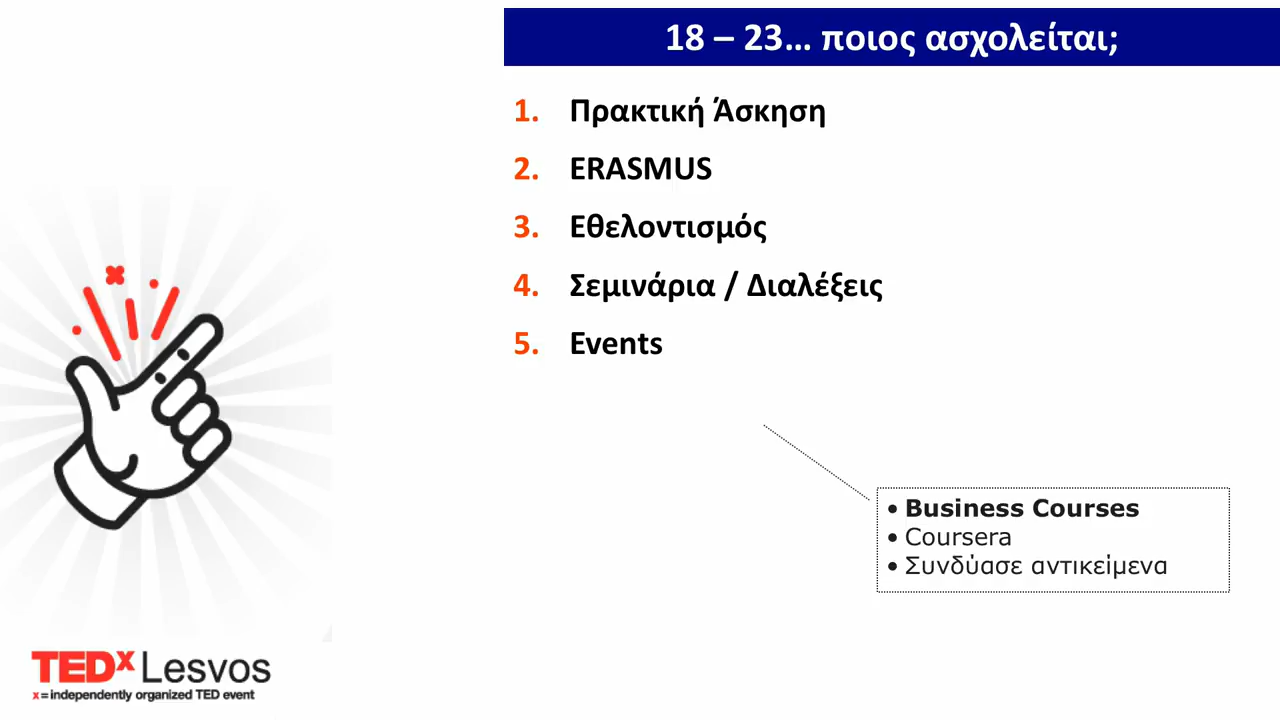 18 – 23... ποιος ασχολείται;
1. Πρακτική Άσκηση
2. ERASMUS
3. Εθελοντισμός
4. Σεμινάρια / Διαλέξεις
5. Events
• Business Courses
• Coursera
• Συνδύασε αντικείμενα
TEDx Lesvos
x = independently organized TED event